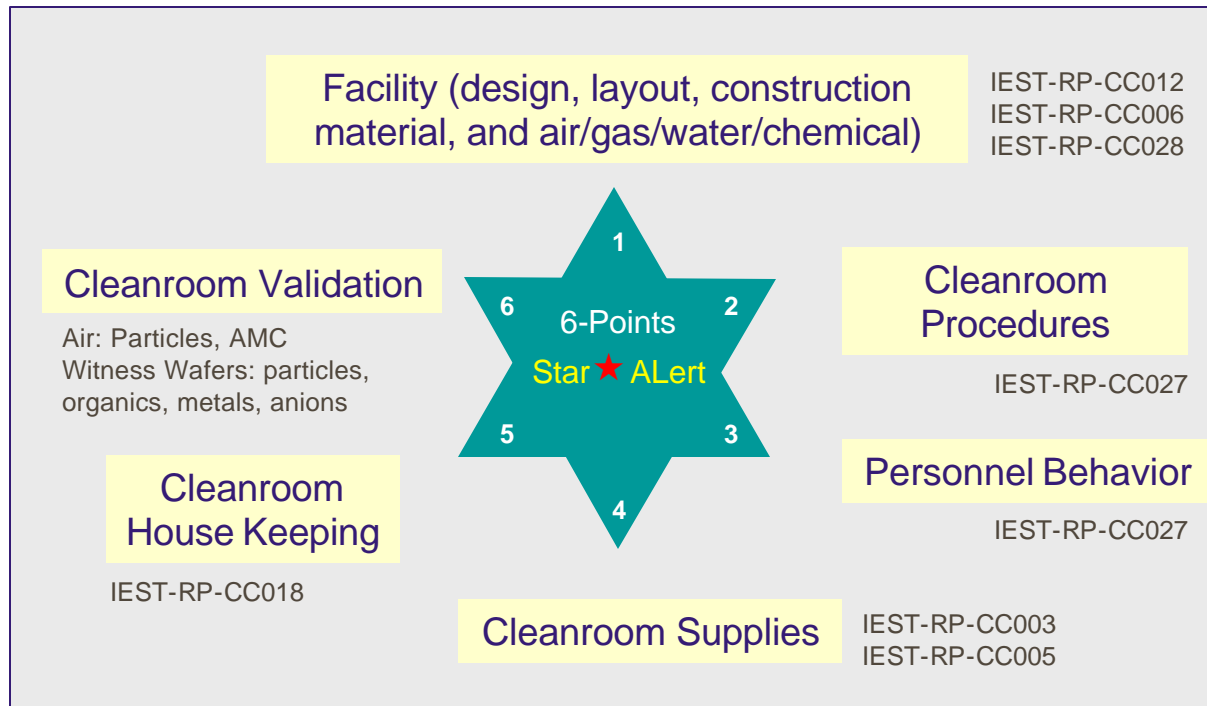 Facility (design, layout, construction
material, and air/gas/water/chemical)
IEST-RP-CC012
IEST-RP-CC006
IEST-RP-CC028
1
2
3
4
5
6
6-Points
Star ★ ALert
Cleanroom
Procedures
IEST-RP-CC027
Personnel Behavior
IEST-RP-CC027
Cleanroom Supplies
IEST-RP-CC003
IEST-RP-CC005
Cleanroom
House Keeping
IEST-RP-CC018
Cleanroom Validation
Air: Particles, AMC
Witness Wafers: particles,
organics, metals, anions